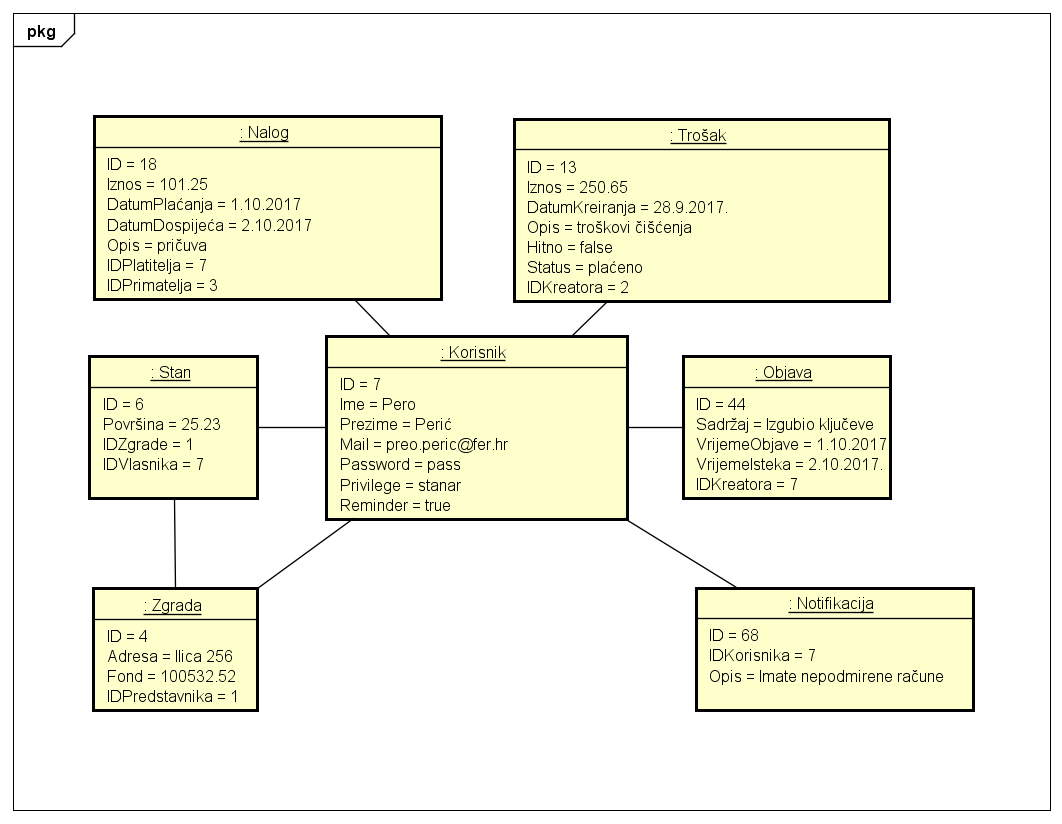 pkg
: Nalog
ID = 18
Iznos = 101.25
DatumPlaćanja = 1.10.2017
DatumDospijeća = 2.10.2017
Opis = pričuva
IDPlatitelja = 7
IDPrimatelja = 3
: Trošak
ID = 13
Iznos = 250.65
DatumKreiranja = 28.9.2017.
Opis = troškovi čišćenja
Hitno = false
Status = plaćeno
IDKreatora = 2
: Stan
ID = 6
Površina = 25.23
IDZgrade = 1
IDVlasnika = 7
: Korisnik
ID = 7
Ime = Pero
Prezime = Perić
Mail = preo.peric@fer.hr
Password = pass
Privilege = stanar
Reminder = true
: Objava
ID = 44
Sadržaj = Izgubio ključeve
VrijemeObjave = 1.10.2017
VrijemeIsteka = 2.10.2017.
IDKreatora = 7
: Zgrada
ID = 4
Adresa = Ilica 256
Fond = 100532.52
IDPredstavnika = 1
: Notifikacija
ID = 68
IDKorisnika = 7
Opis = Imate nepodmirene račune